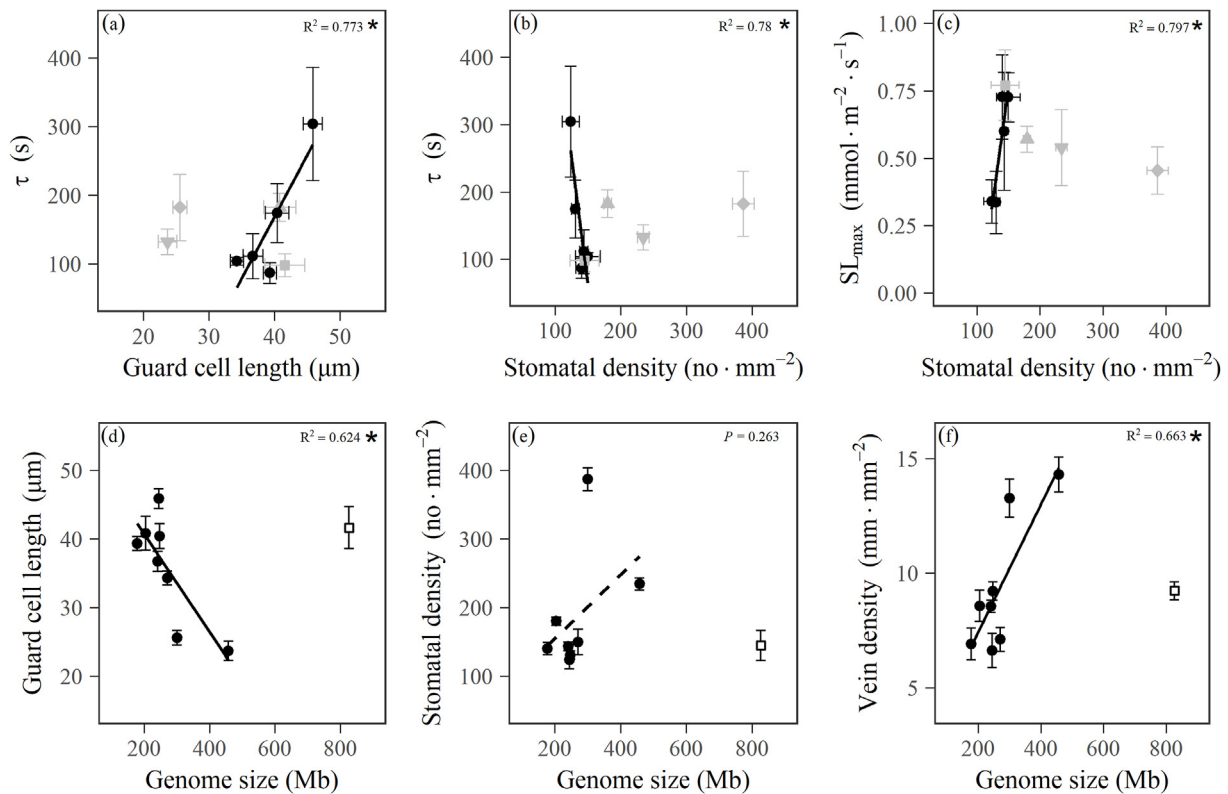 (a)
R² = 0.773 *
τ (s)
400
300
200
100
20 30 40 50
Guard cell length (μm)
(b)
R² = 0.78 *
τ (s)
400
300
200
100
100 200 300 400
Stomatal density (no · mm⁻²)
(c)
R² = 0.797 *
SLmax (mmol · m⁻² · s⁻¹)
1.00
0.75
0.50
0.25
0.00
100 200 300 400
Stomatal density (no · mm⁻²)
(d)
R² = 0.624 *
Guard cell length (μm)
50
40
30
20
200 400 600 800
Genome size (Mb)
(e)
P = 0.263
Stomatal density (no · mm⁻²)
400
300
200
100
200 400 600 800
Genome size (Mb)
(f)
R² = 0.663 *
Vein density (mm · mm⁻²)
15
10
5
200 400 600 800
Genome size (Mb)